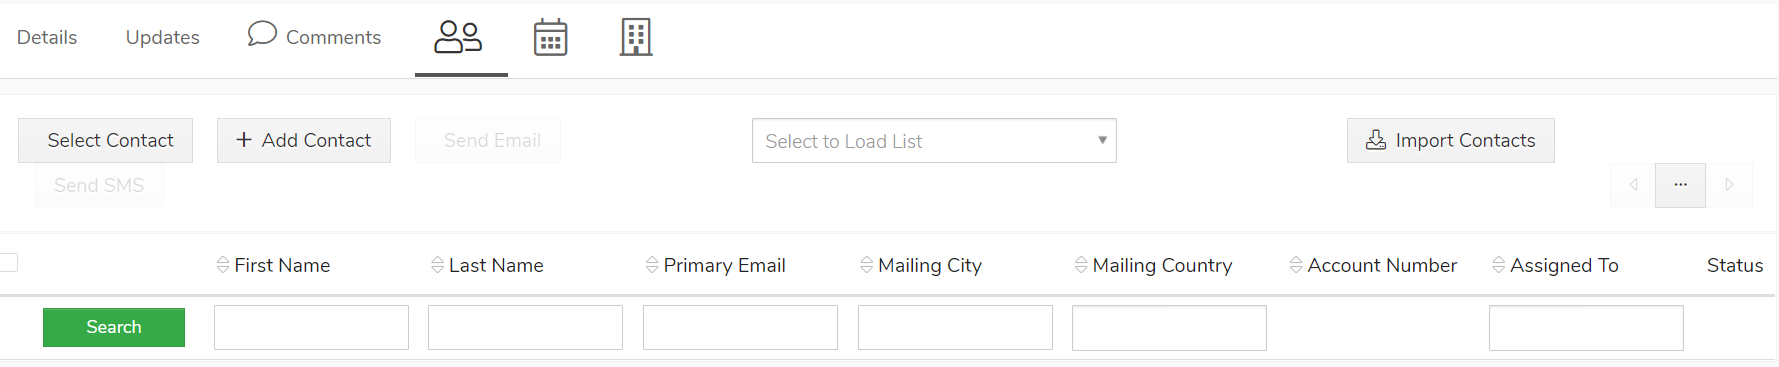 Details Updates Comments
Select Contact + Add Contact Send Email Select to Load List Import Contacts
Send SMS ...
First Name Last Name Primary Email Mailing City Mailing Country Account Number Assigned To Status
Search